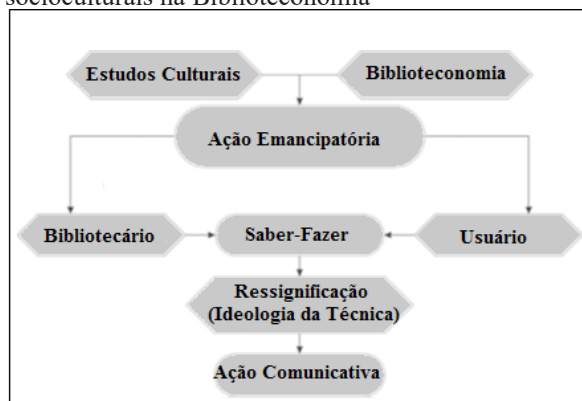 socioculturais na Biblioteconomia
Estudos Culturais
Biblioteconomia
Ação Emancipatória
Bibliotecário
Saber-Fazer
Usuário
Ressignificação
(Ideologia da Técnica)
Ação Comunicativa